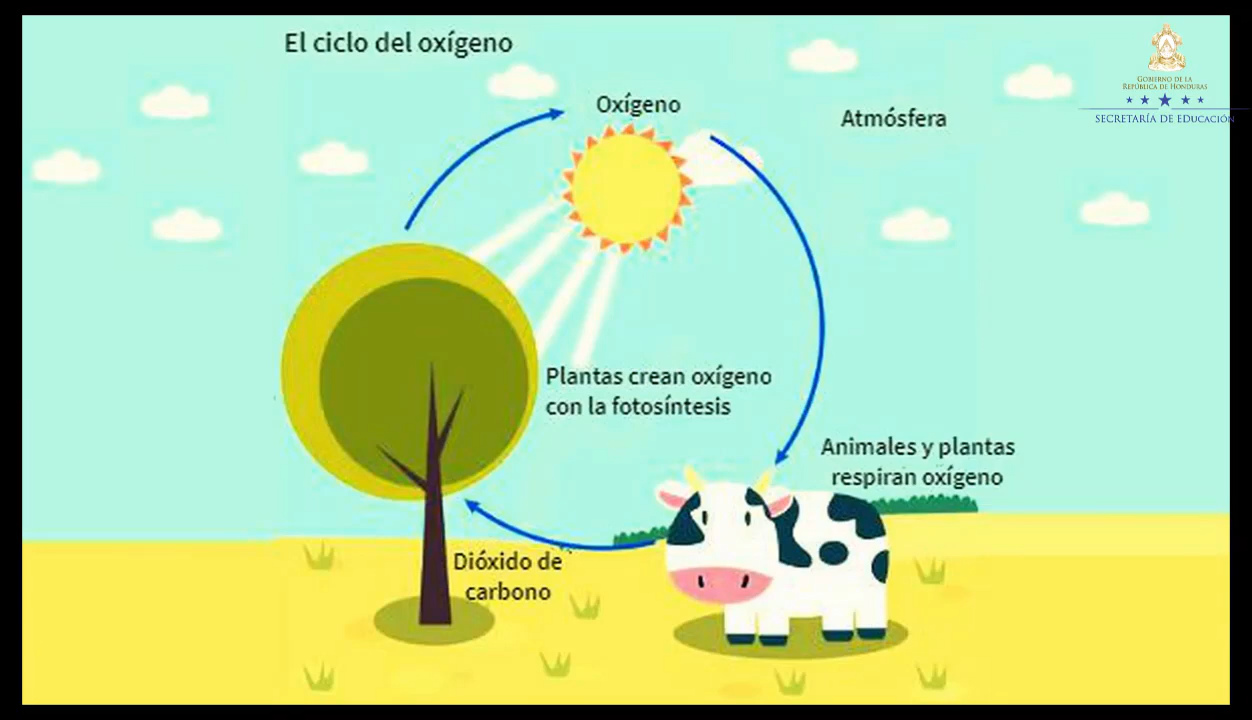 El ciclo del oxígeno
GOBIERNO DE LA
REPÚBLICA DE HONDURAS
SECRETARÍA DE EDUCACIÓN
Oxígeno
Atmósfera
Plantas crean oxígeno
con la fotosíntesis
Animales y plantas
respiran oxígeno
Dióxido de
carbono